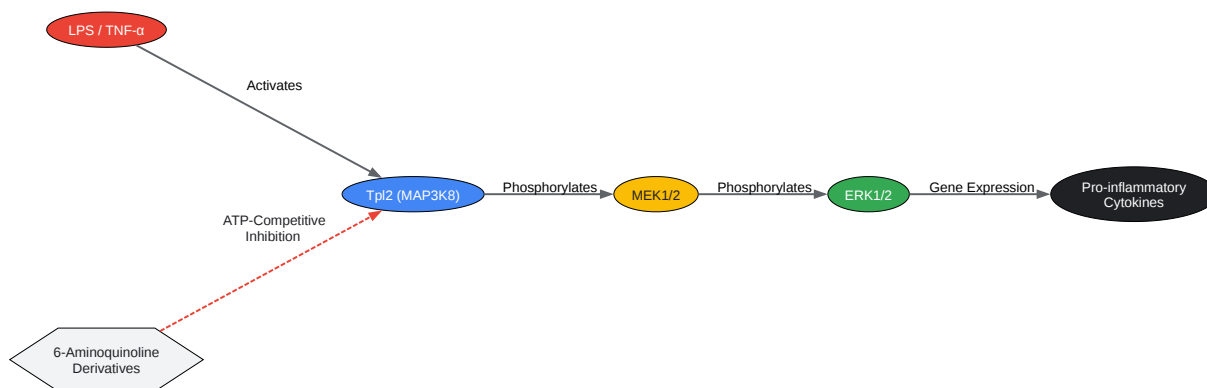 LPS / TNF-α
Activates
Tpl2 (MAP3K8)
Phosphorylates
MEK1/2
Phosphorylates
ERK1/2
Gene Expression
Pro-inflammatory
Cytokines
ATP-Competitive
Inhibition
6-Aminoquinoline
Derivatives